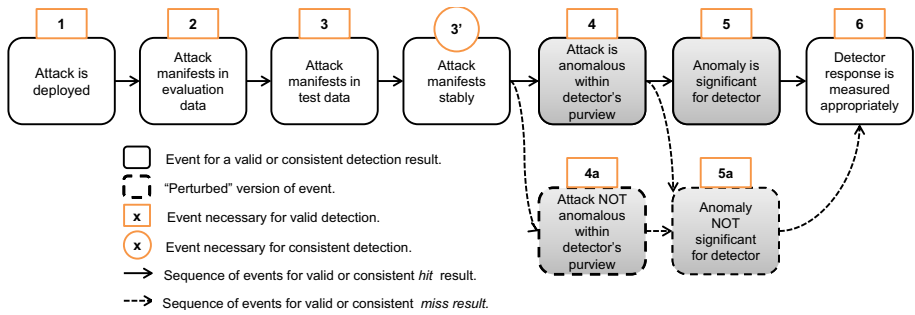 1
2
3
3'
4
5
6
Attack is
deployed
Attack
manifests in
evaluation
data
Attack
manifests in
test data
Attack
manifests stably
Attack is
anomalous
within
detector's
purview
Anomaly is
significant
for detector
Detector
response is
measured
appropriately
4a
5a
Attack NOT
anomalous
within
detector's
purview
Anomaly
NOT
significant
for detector
Event for a valid or consistent detection result.
“Perturbed” version of event.
x Event necessary for valid detection.
x Event necessary for consistent detection.
Sequence of events for valid or consistent hit result.
Sequence of events for valid or consistent miss result.